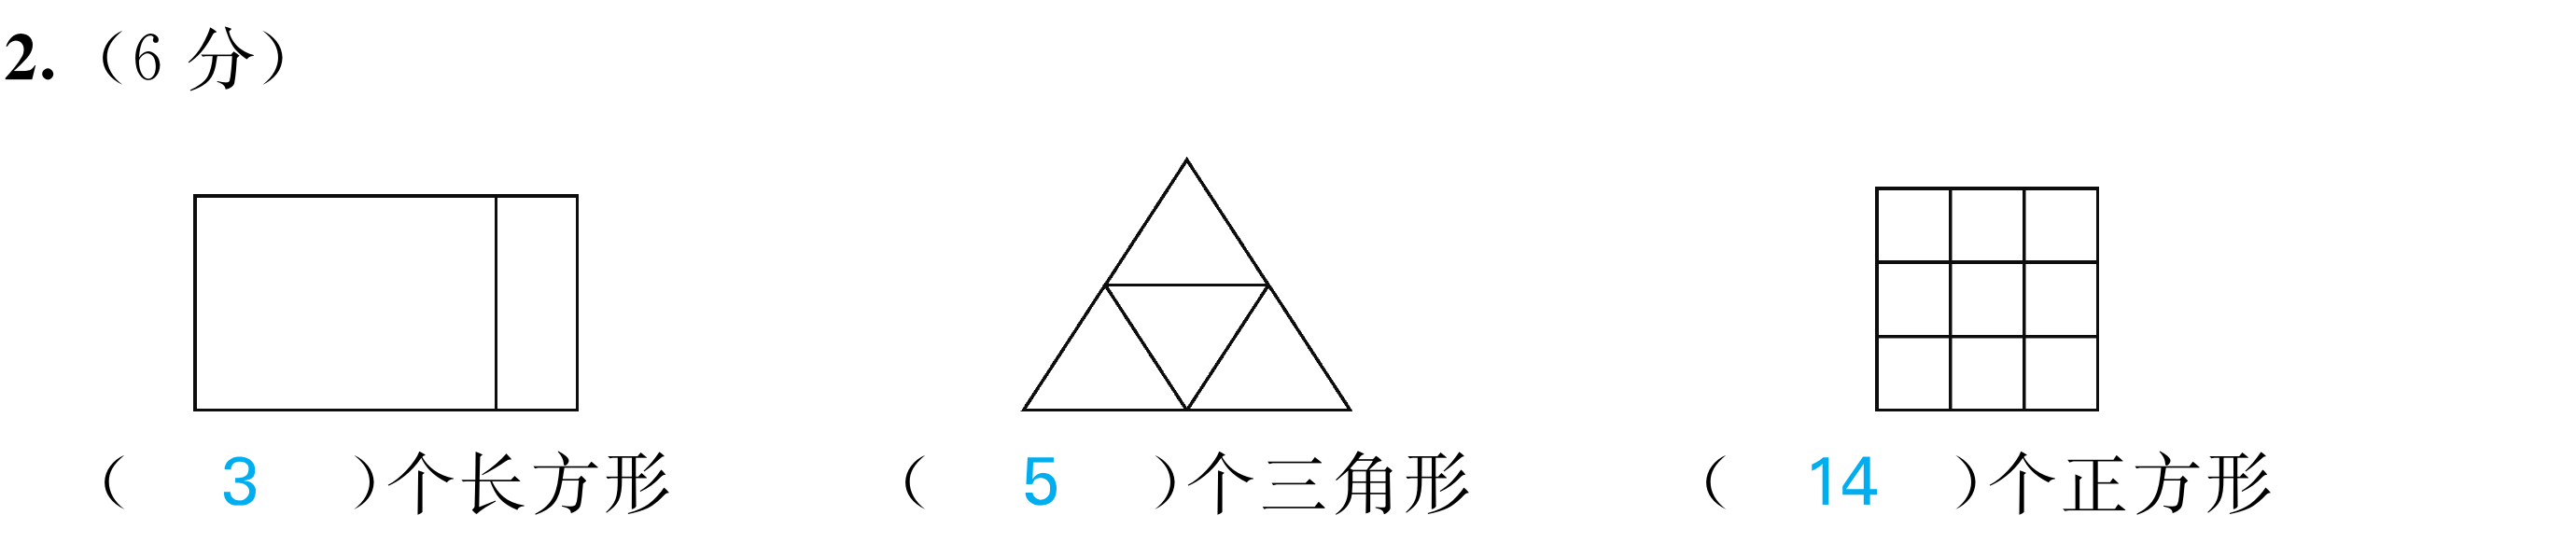 2.（6 分）
（ 3 ）个长方形 （ 5 ）个三角形 （ 14 ）个正方形